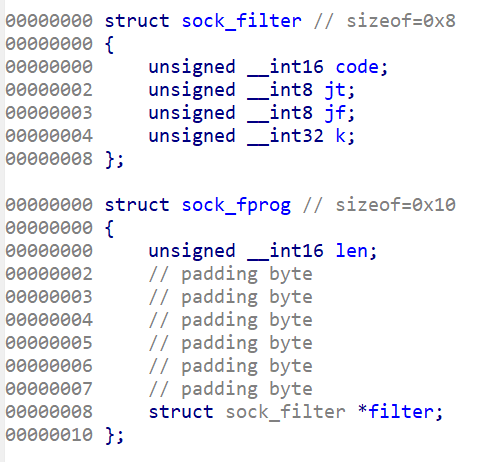 00000000 struct sock_filter // sizeof=0x8
00000000 {
00000000     unsigned __int16 code;
00000002     unsigned __int8 jt;
00000003     unsigned __int8 jf;
00000004     unsigned __int32 k;
00000008 };

00000000 struct sock_fprog // sizeof=0x10
00000000 {
00000000     unsigned __int16 len;
00000002     // padding byte
00000003     // padding byte
00000004     // padding byte
00000005     // padding byte
00000006     // padding byte
00000007     // padding byte
00000008     struct sock_filter *filter;
00000010 };